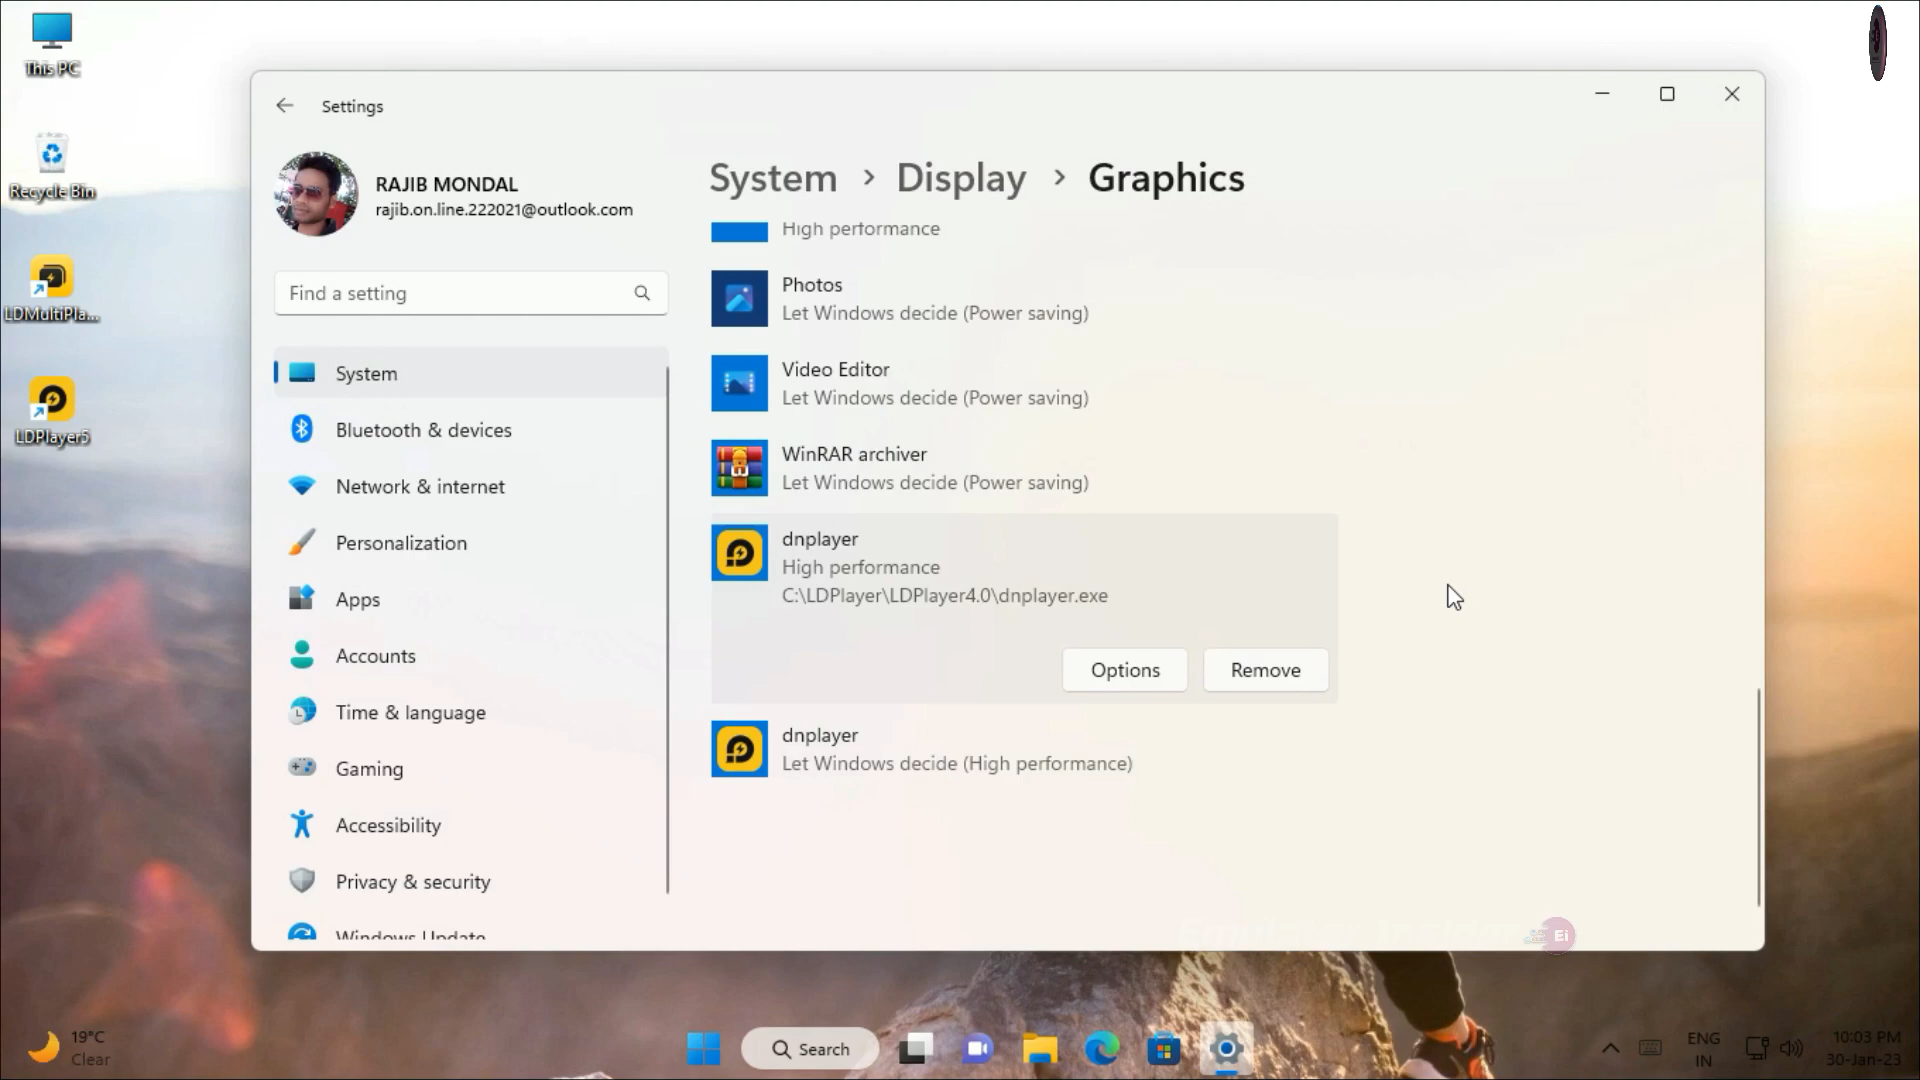 This PC
Recycle Bin
LDMultiPla...
LDPlayer5
Settings
RAJIB MONDAL
rajib.on.line.222021@outlook.com
Find a setting
System
Bluetooth & devices
Network & internet
Personalization
Apps
Accounts
Time & language
Gaming
Accessibility
Privacy & security
Windows Update
System > Display > Graphics
High performance
Photos
Let Windows decide (Power saving)
Video Editor
Let Windows decide (Power saving)
WinRAR archiver
Let Windows decide (Power saving)
dnplayer
High performance
C:\LDPlayer\LDPlayer4.0\dnplayer.exe
Options
Remove
dnplayer
Let Windows decide (High performance)
Ei
19°C
Clear
Search
ENG
IN
10:03 PM
30-Jan-23